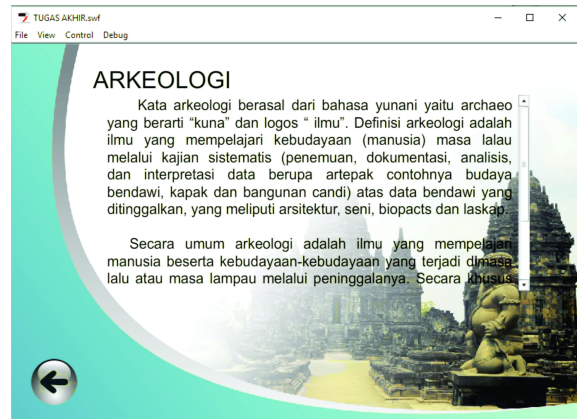 TUGAS AKHIR.swf
File View Control Debug
ARKEOLOGI
Kata arkeologi berasal dari bahasa yunani yaitu archaeo
yang berarti “kuna” dan logos “ ilmu”. Definisi arkeologi adalah
ilmu yang mempelajari kebudayaan (manusia) masa lalau
melalui kajian sistematis (penemuan, dokumentasi, analisis,
dan interpretasi data berupa artepak contohnya budaya
bendawi, kapak dan bangunan candi) atas data bendawi yang
ditinggalkan, yang meliputi arsitektur, seni, biopacts dan laskap.
Secara umum arkeologi adalah ilmu yang mempelajari
manusia beserta kebudayaan-kebudayaan yang terjadi dimasa
lalu atau masa lampau melalui peninggalanya. Secara khusus